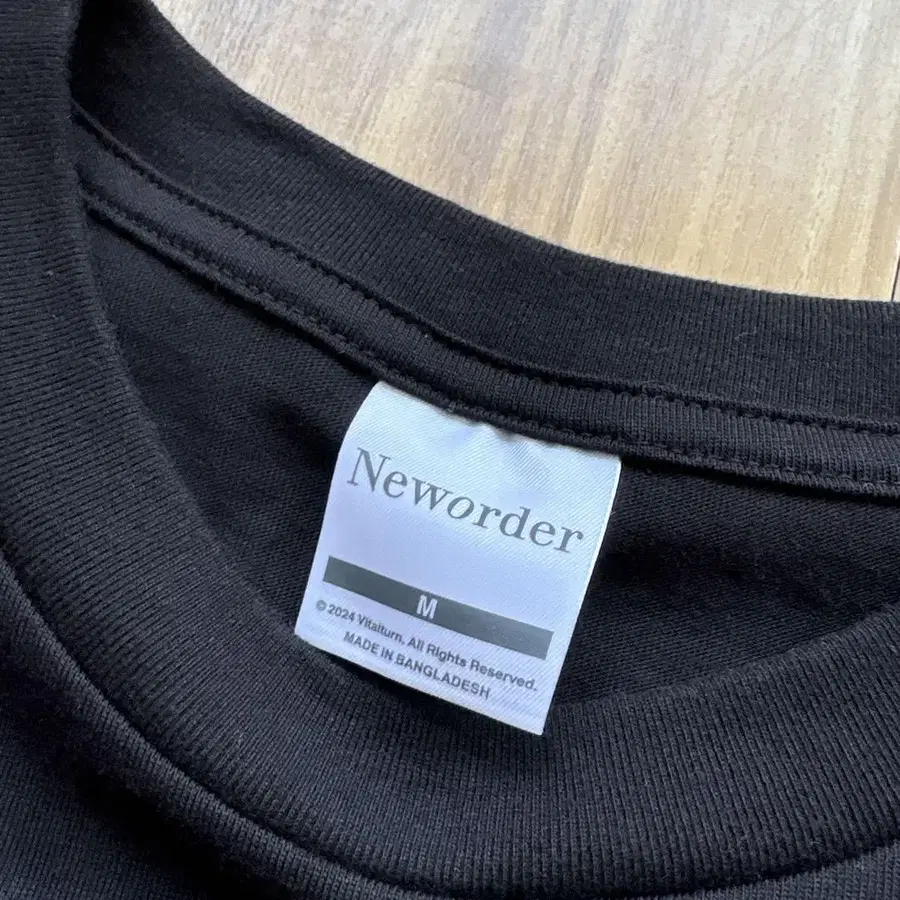 Neworder
M
© 2024 Vitalturn. All Rights Reserved.
MADE IN BANGLADESH